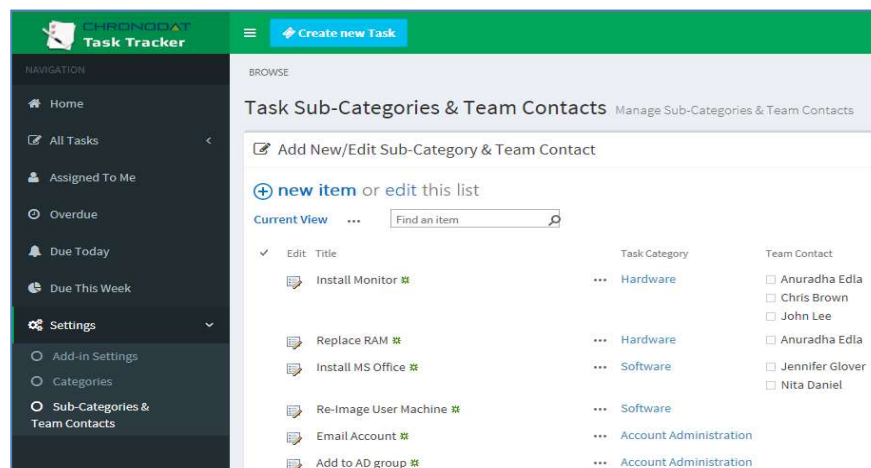 CHRONODAT
Task Tracker
Create new Task
NAVIGATION
Home
All Tasks
Assigned To Me
Overdue
Due Today
Due This Week
Settings
Add-in Settings
Categories
Sub-Categories &
Team Contacts
BROWSE
Task Sub-Categories & Team Contacts Manage Sub-Categories & Team Contacts
Add New/Edit Sub-Category & Team Contact
new item or edit this list
Current View ... Find an item
Edit Title Task Category Team Contact
Install Monitor ... Hardware Anuradha Edla
Chris Brown
John Lee
Replace RAM ... Hardware Anuradha Edla
Install MS Office ... Software Jennifer Glover
Nita Daniel
Re-Image User Machine ... Software
Email Account ... Account Administration
Add to AD group ... Account Administration